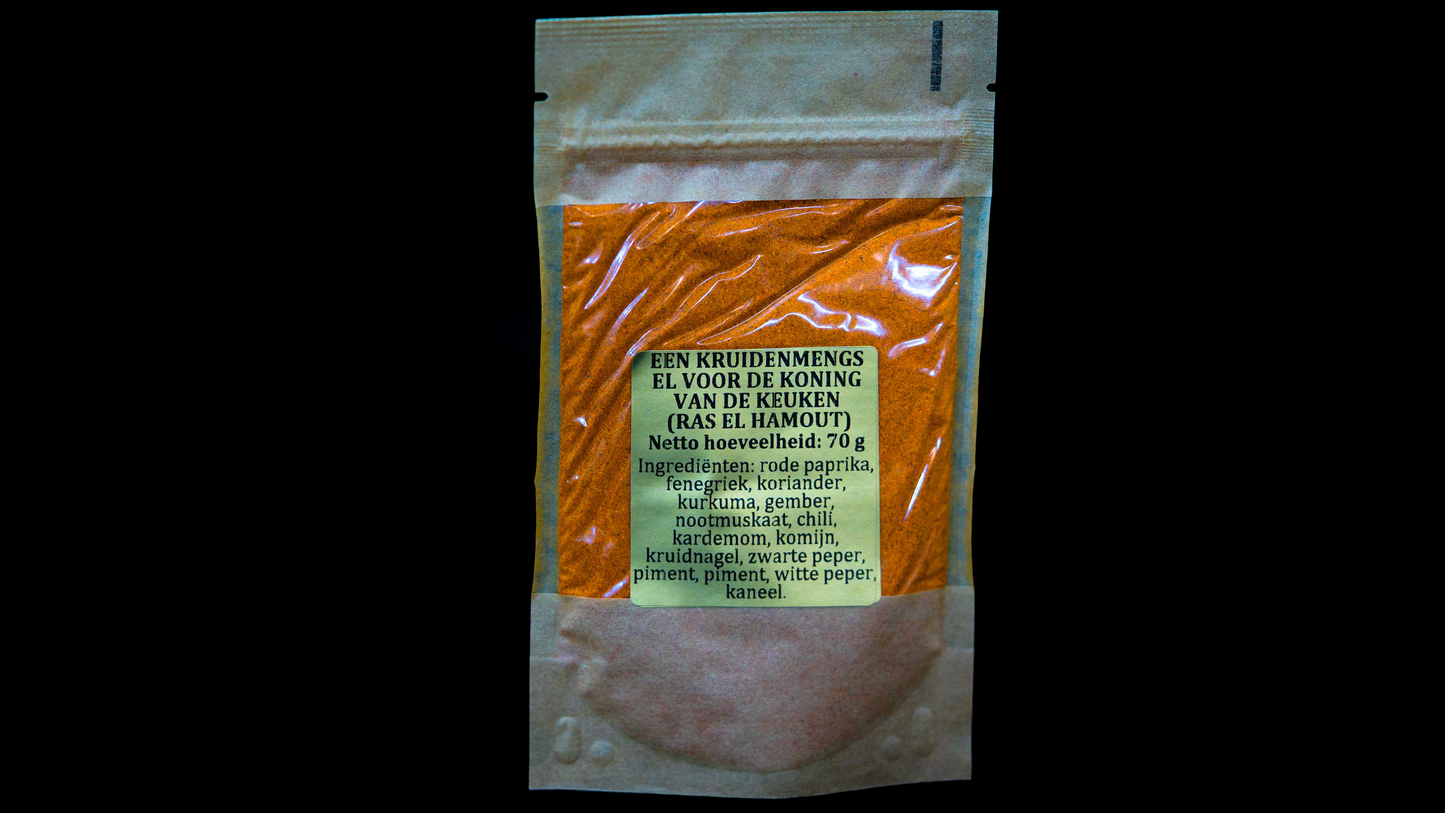 EEN KRUIDENMENGS
EL VOOR DE KONING
VAN DE KEUKEN
(RAS EL HAMOUT)
Netto hoeveelheid: 70 g
Ingrediënten: rode paprika,
fenegriek, koriander,
kurkuma, gember,
nootmuskaat, chili,
kardemom, komijn,
kruidnagel, zwarte peper,
piment, piment, witte peper,
kaneel.